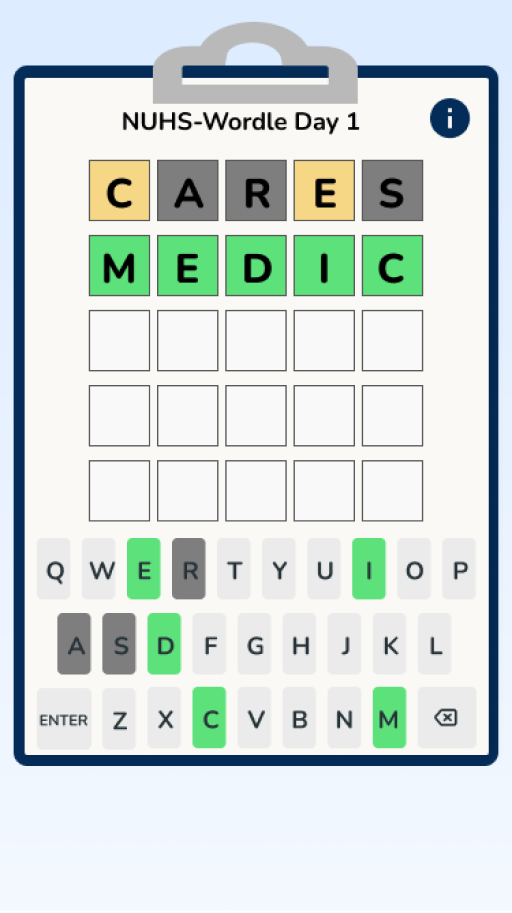 NUHS-Wordle Day 1
i
C A R E S
M E D I C
Q W E R T Y U I O P
A S D F G H J K L
ENTER Z X C V B N M